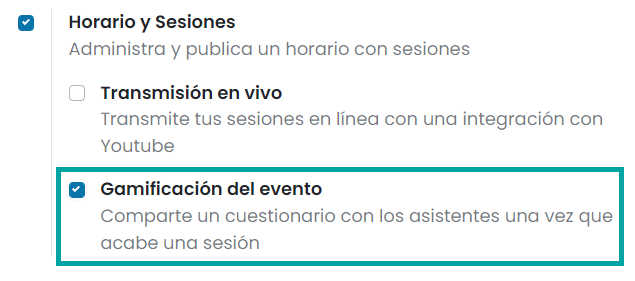 Horario y Sesiones
Administra y publica un horario con sesiones
Transmisión en vivo
Transmite tus sesiones en línea con una integración con
Youtube
Gamificación del evento
Comparte un cuestionario con los asistentes una vez que
acabe una sesión